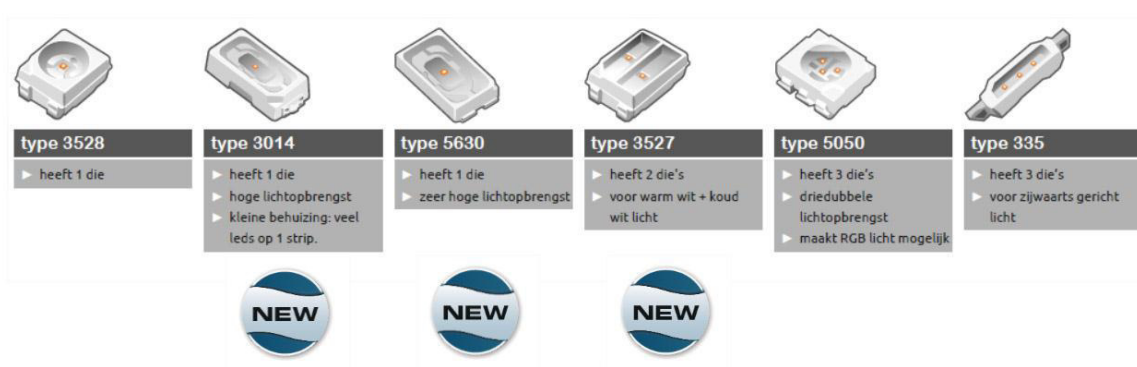 type 3528
heeft 1 die
type 3014
heeft 1 die
hoge lichtopbrengst
kleine behuizing: veel
leds op 1 strip.
type 5630
heeft 1 die
zeer hoge lichtopbrengst
type 3527
heeft 2 die's
voor warm wit + koud
wit licht
type 5050
heeft 3 die's
driedubbele
lichtopbrengst
maakt RGB licht mogelijk
type 335
heeft 3 die's
voor zijwaarts gericht
licht
NEW
NEW
NEW